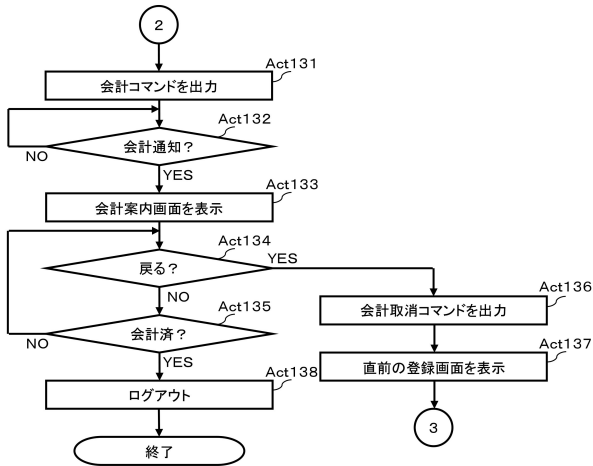 2
Act131
会計コマンドを出力
Act132
会計通知？
NO
YES
Act133
会計案内画面を表示
Act134
戻る？
YES
NO
Act135
会計済？
NO
YES
Act136
会計取消コマンドを出力
Act137
直前の登録画面を表示
3
Act138
ログアウト
終了